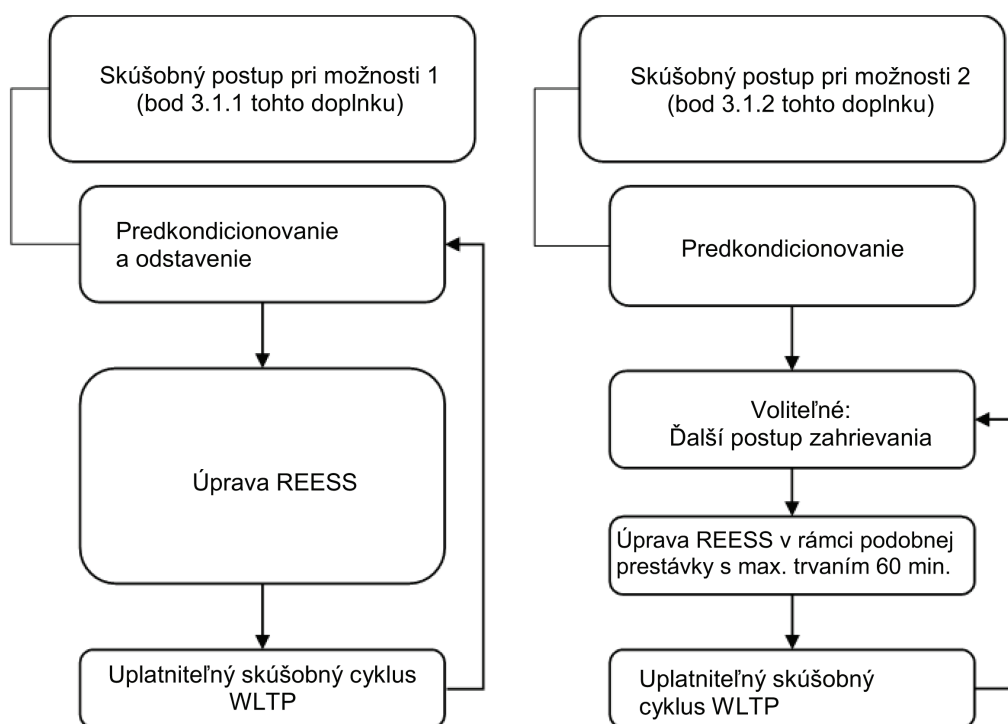 Skúšobný postup pri možnosti 1
(bod 3.1.1 tohto doplnku)
Predkondicionovanie
a odstavenie
Úprava REESS
Uplatniteľný skúšobný cyklus
WLTP
Skúšobný postup pri možnosti 2
(bod 3.1.2 tohto doplnku)
Predkondicionovanie
Voliteľné:
Ďalší postup zahrievania
Úprava REESS v rámci podobnej
prestávky s max. trvaním 60 min.
Uplatniteľný skúšobný
cyklus WLTP